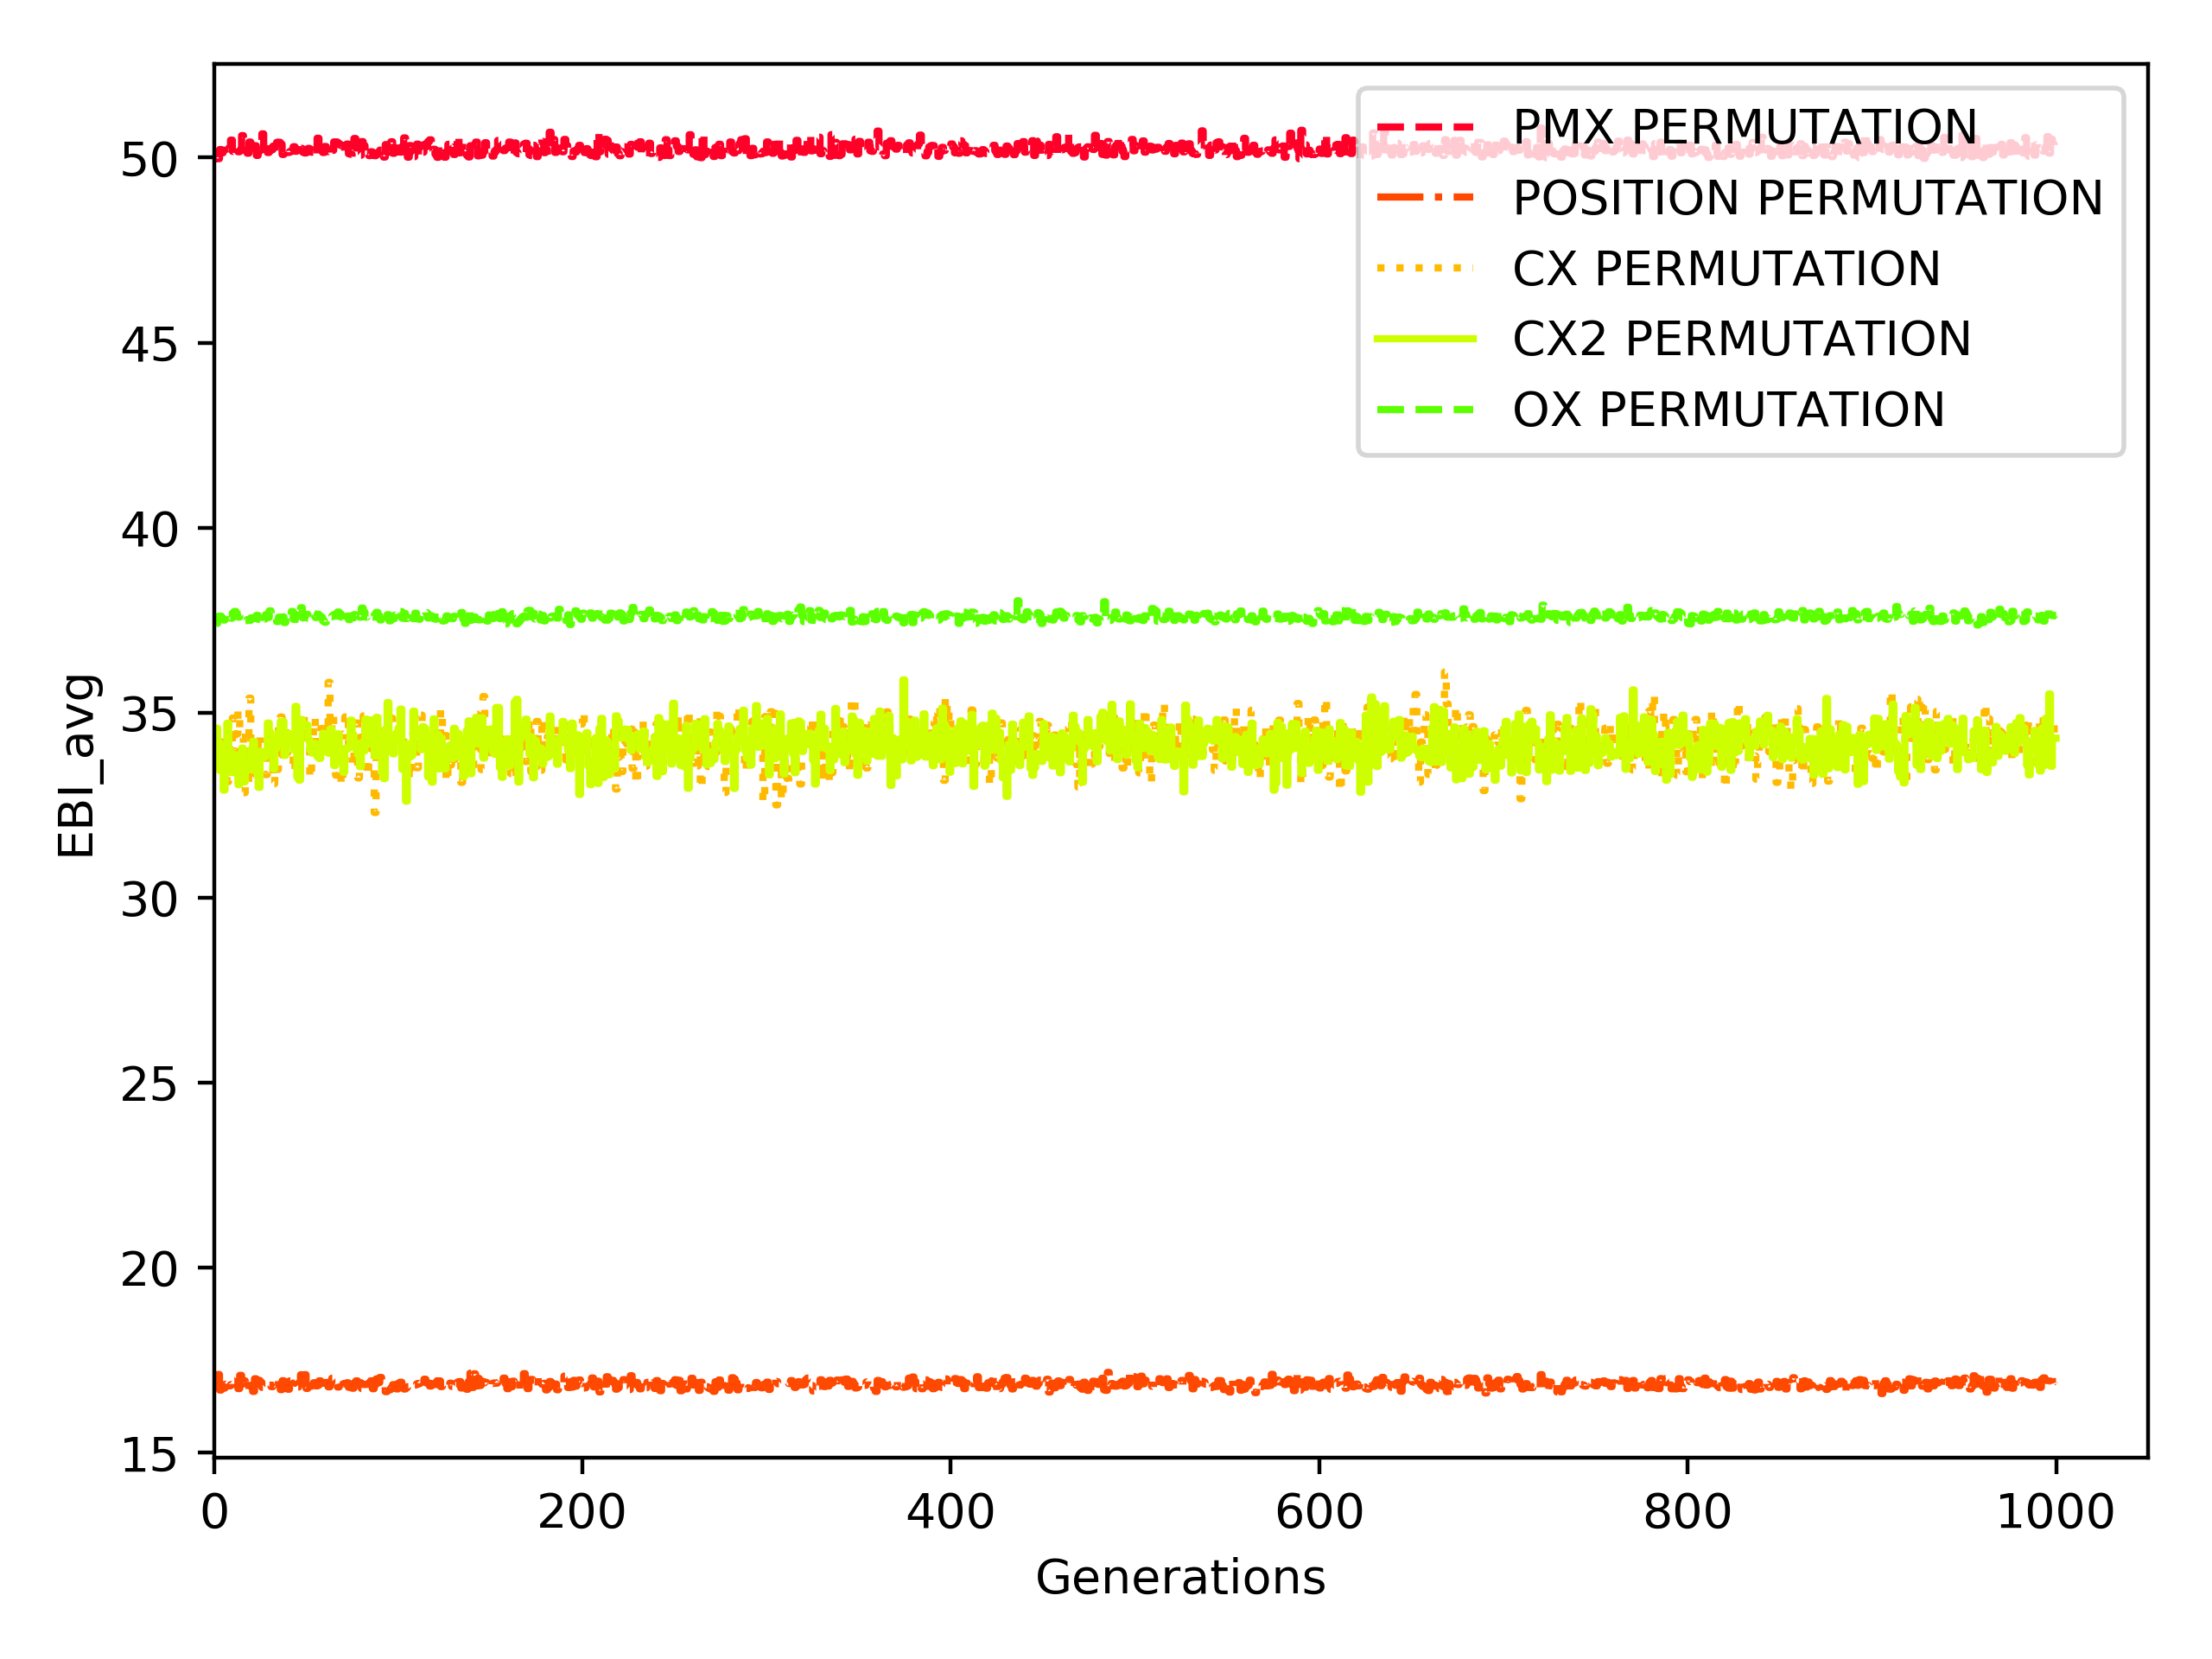 PMX PERMUTATION
POSITION PERMUTATION
CX PERMUTATION
CX2 PERMUTATION
OX PERMUTATION
50
45
40
35
30
25
20
15
EBI_avg
0 200 400 600 800 1000
Generations